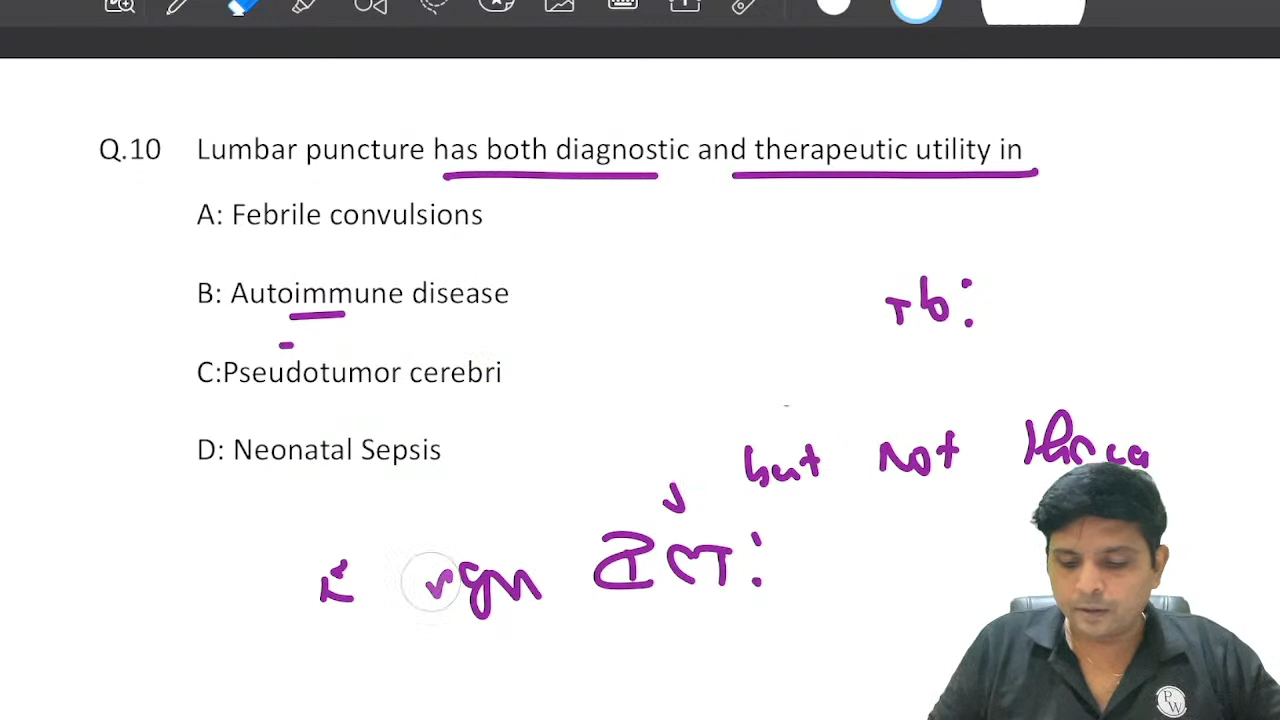 Q.10 Lumbar puncture has both diagnostic and therapeutic utility in
A: Febrile convulsions
B: Autoimmune disease
C:Pseudotumor cerebri
D: Neonatal Sepsis
but not
PW